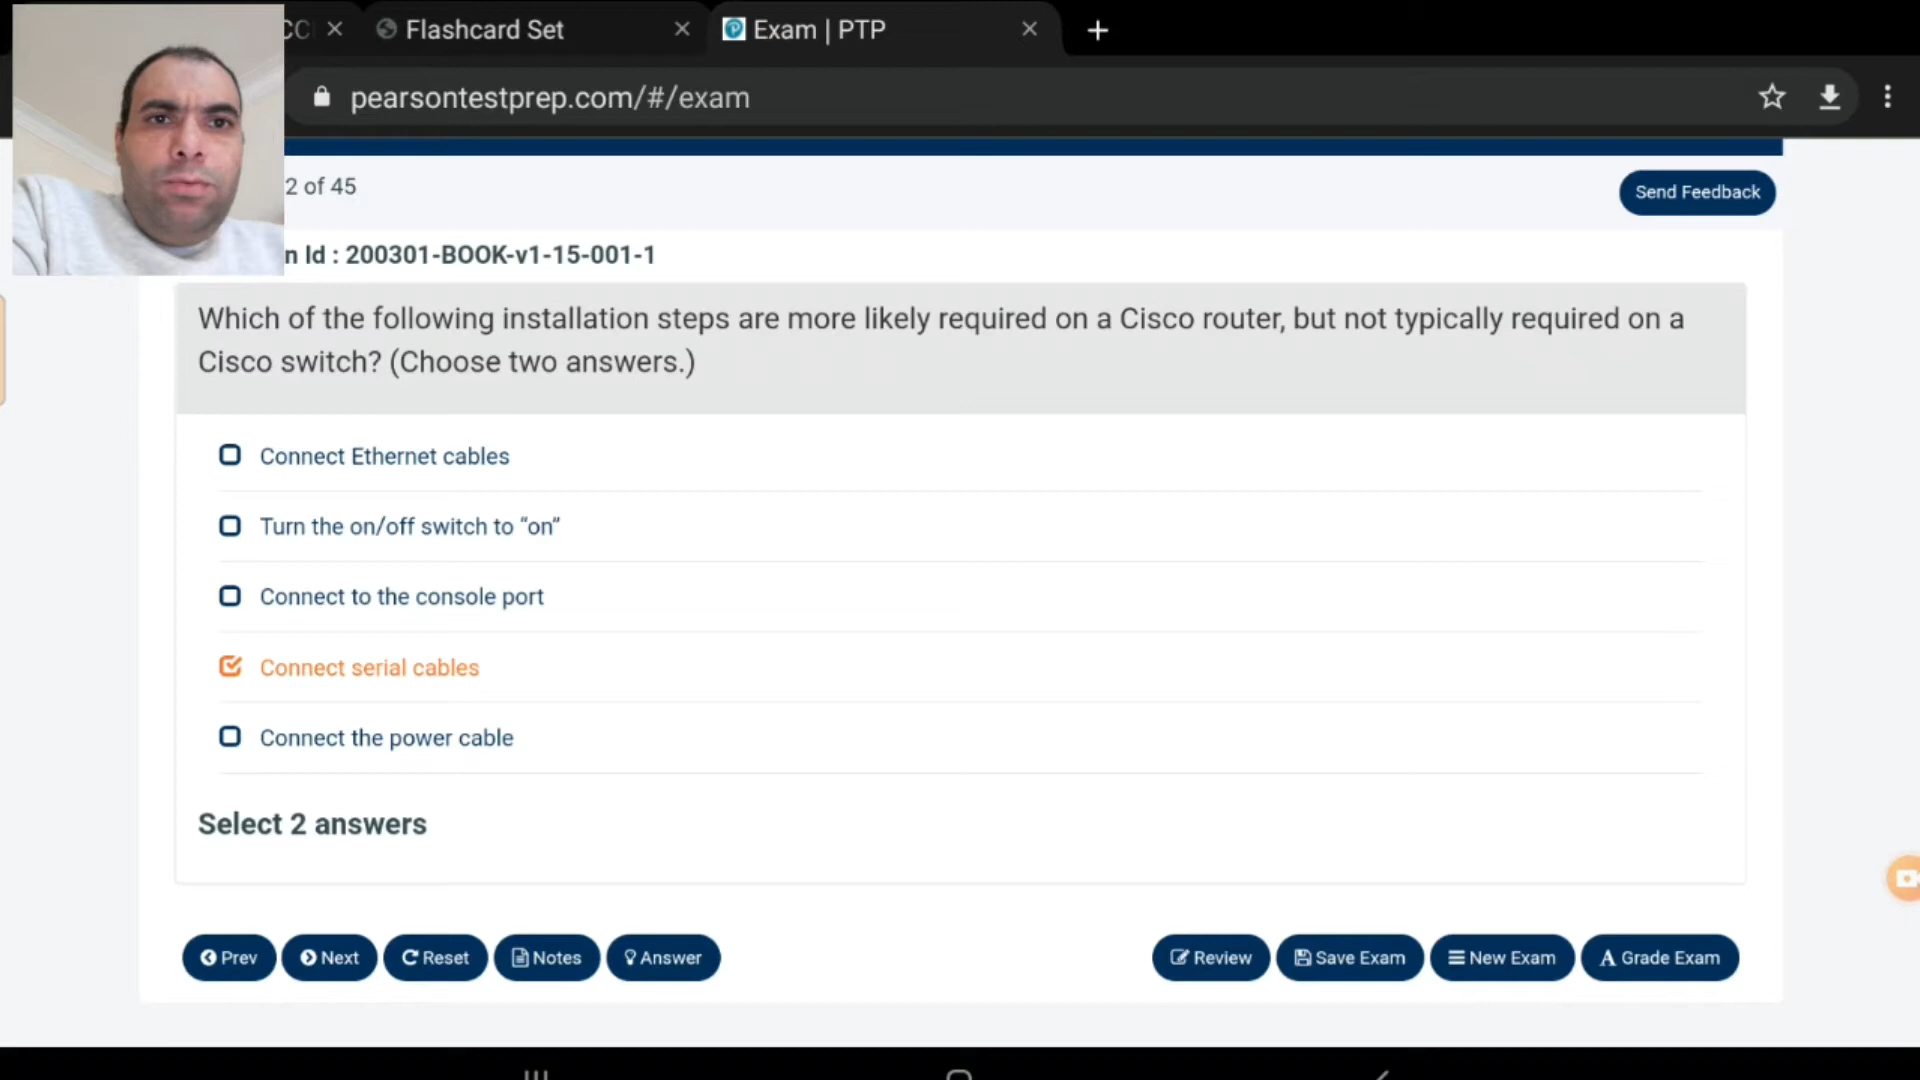 CC
Flashcard Set
Exam | PTP
pearsontestprep.com/#/exam
2 of 45
Send Feedback
n Id : 200301-BOOK-v1-15-001-1
Which of the following installation steps are more likely required on a Cisco router, but not typically required on a
Cisco switch? (Choose two answers.)
Connect Ethernet cables
Turn the on/off switch to “on”
Connect to the console port
Connect serial cables
Connect the power cable
Select 2 answers
Prev
Next
Reset
Notes
Answer
Review
Save Exam
New Exam
A Grade Exam